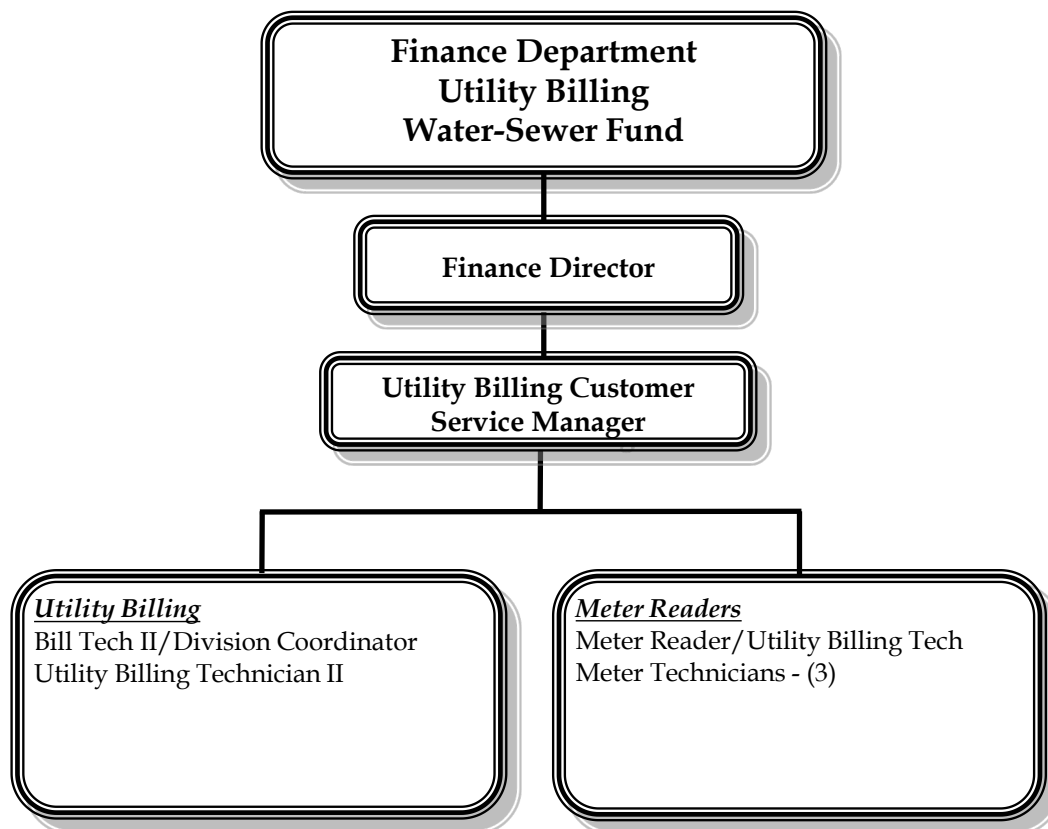 Finance Department
Utility Billing
Water-Sewer Fund
Finance Director
Utility Billing Customer
Service Manager
Utility Billing
Bill Tech II/Division Coordinator
Utility Billing Technician II
Meter Readers
Meter Reader/Utility Billing Tech
Meter Technicians - (3)